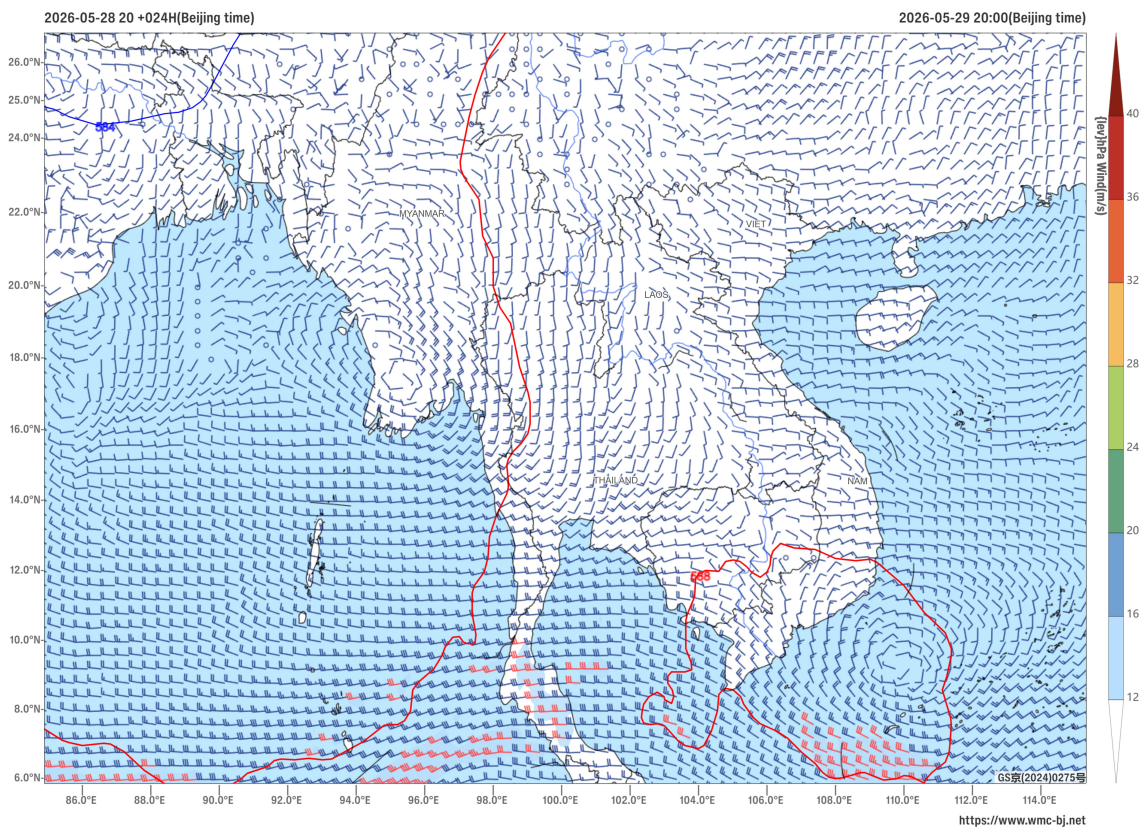 2026-05-28 20 +024H(Beijing time)
2026-05-29 20:00(Beijing time)
26.0°N
25.0°N
24.0°N
22.0°N
20.0°N
18.0°N
16.0°N
14.0°N
12.0°N
10.0°N
8.0°N
6.0°N
584
MYANMAR
VIET
LAOS
THAILAND
NAM
588
40
36
32
28
24
20
16
12
{lev}hPa Wind(m/s)
GS京(2024)0275号
86.0°E
88.0°E
90.0°E
92.0°E
94.0°E
96.0°E
98.0°E
100.0°E
102.0°E
104.0°E
106.0°E
108.0°E
110.0°E
112.0°E
114.0°E
https://www.wmc-bj.net